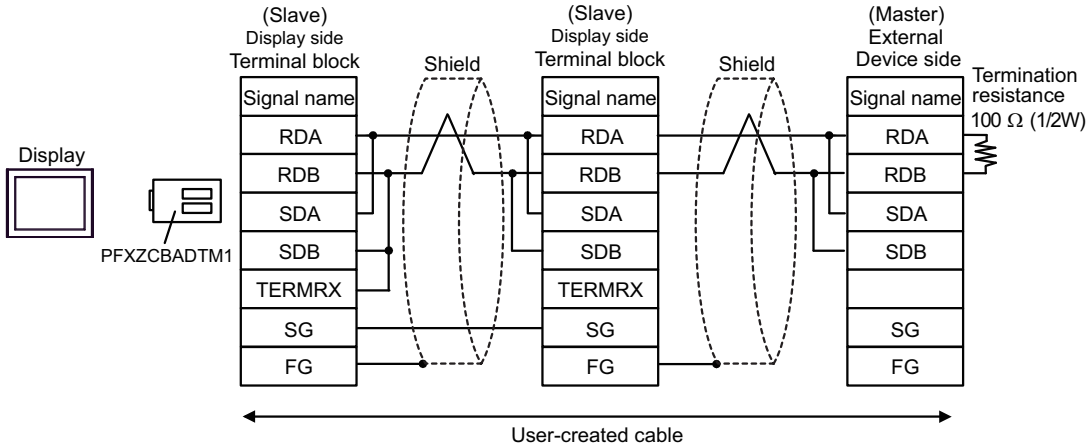 (Slave)
Display side
Terminal block
(Slave)
Display side
Terminal block
(Master)
External
Device side
Shield
Shield
Termination
resistance
100 Ω (1/2W)
Display
PFXZCBADTM1
Signal name
RDA
RDB
SDA
SDB
TERMRX
SG
FG
Signal name
RDA
RDB
SDA
SDB
TERMRX
SG
FG
Signal name
RDA
RDB
SDA
SDB
SG
FG
User-created cable